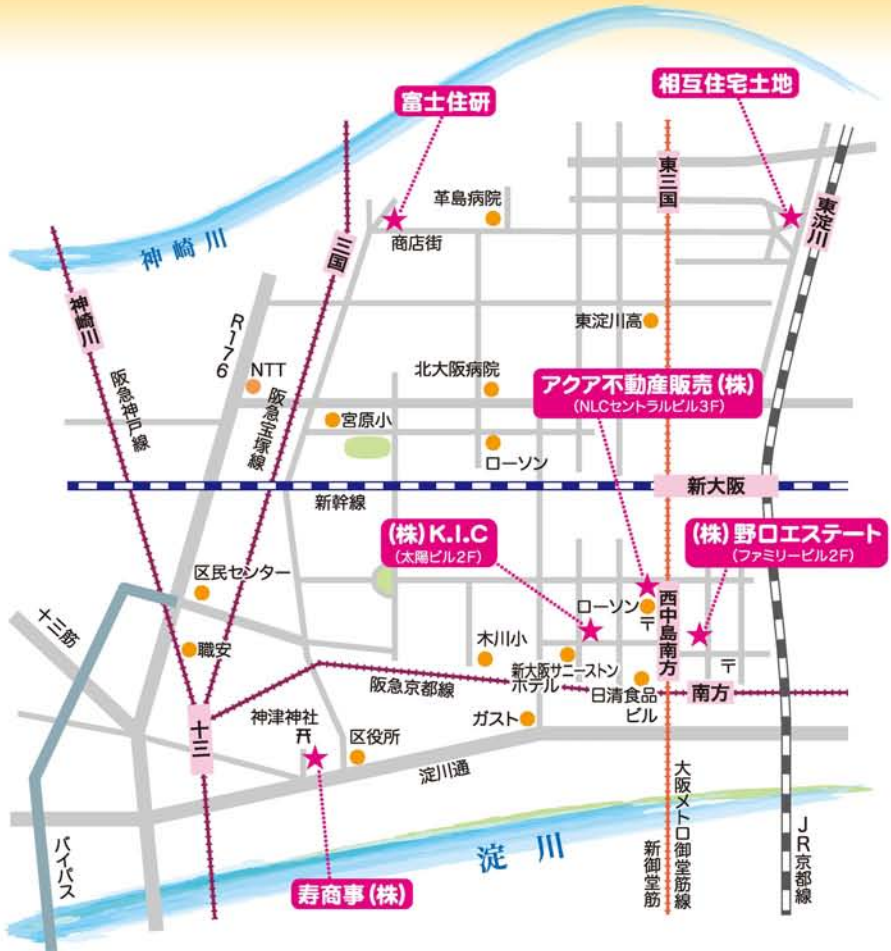 富士住研
相互住宅土地
神崎川
革島病院
商店街
東三国
東淀川
三国
神崎川
R176
東淀川高
NTT
北大阪病院
アクア不動産販売(株)
(NLCセントラルビル3F)
阪急神戸線
阪急宝塚線
宮原小
ローソン
新幹線
新大阪
(株)K.I.C
(太陽ビル2F)
(株)野口エステート
(ファミリービル2F)
区民センター
ローソン
〒
西中島南方
十三筋
職安
木川小
新大阪サニーストン
ホテル
〒
阪急京都線
日清食品
ビル
南方
十三
神津神社
区役所
ガスト
淀川通
バイパス
淀川
新御堂筋
大阪メトロ御堂筋線
JR京都線
寿商事(株)